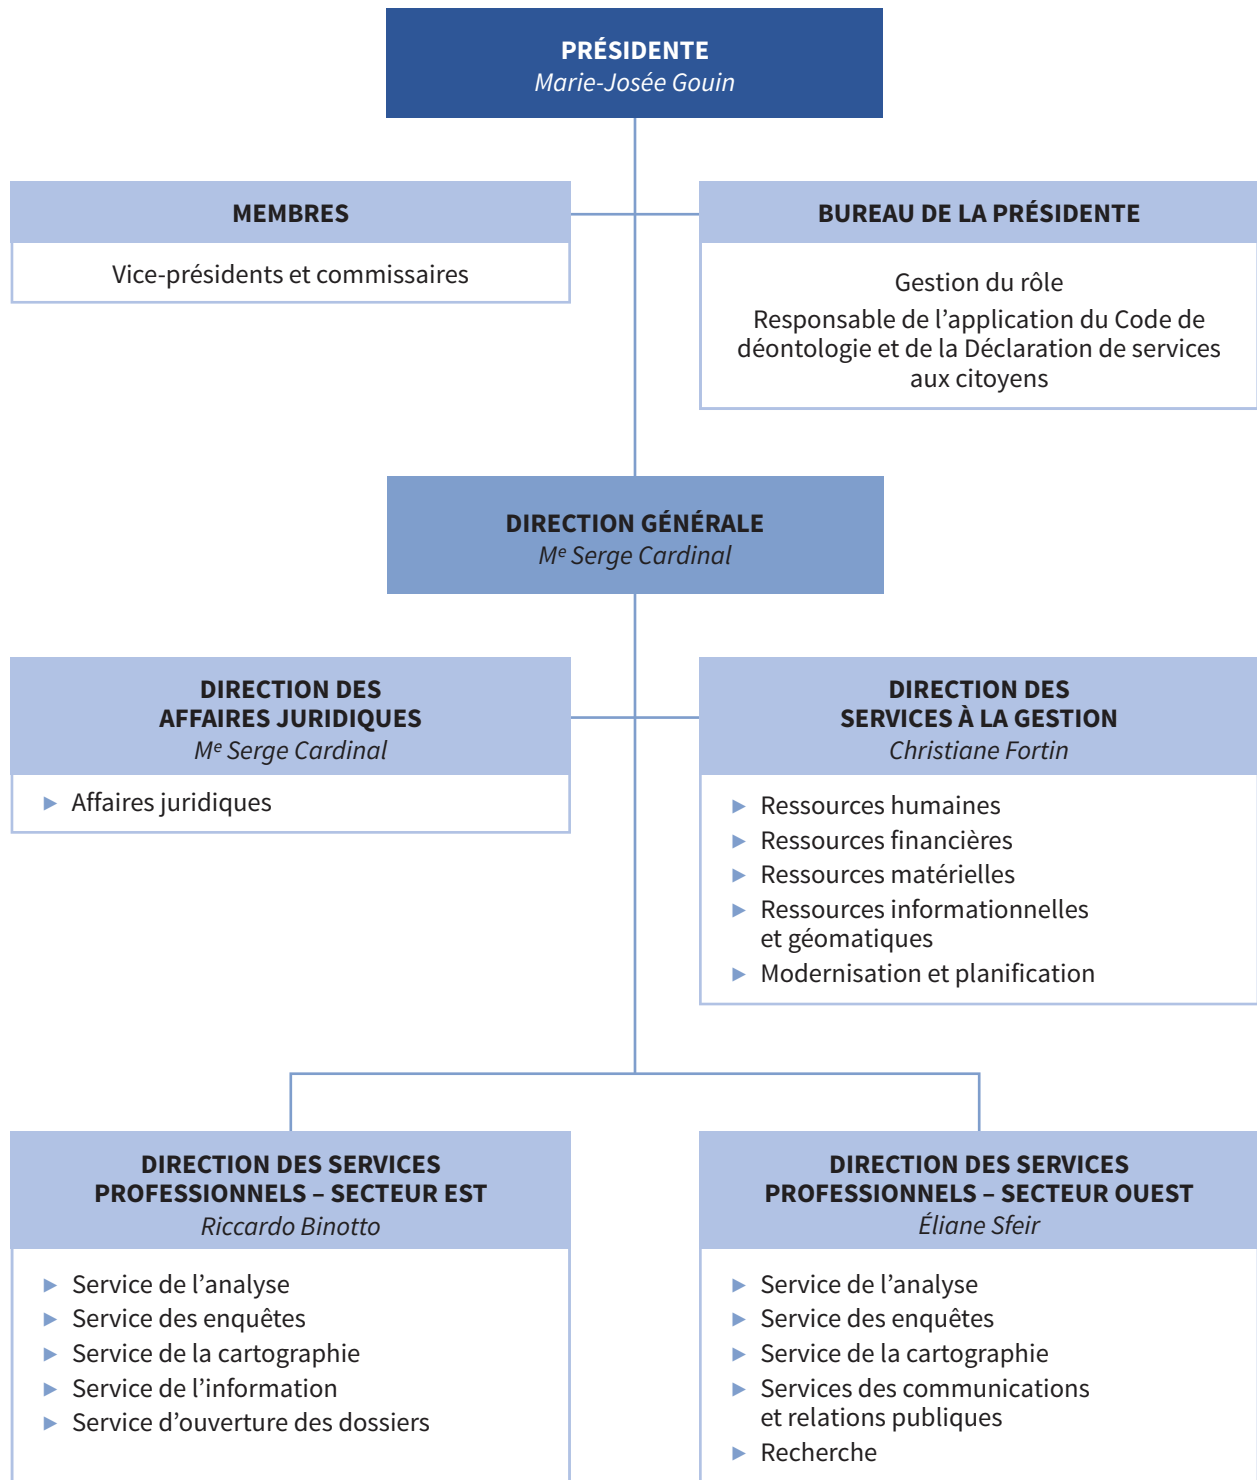 PRÉSIDENTE
Marie-Josée Gouin
MEMBRES
Vice-présidents et commissaires
BUREAU DE LA PRÉSIDENTE
Gestion du rôle
Responsable de l’application du Code de
déontologie et de la Déclaration de services
aux citoyens
DIRECTION GÉNÉRALE
Mᵉ Serge Cardinal
DIRECTION DES
AFFAIRES JURIDIQUES
Mᵉ Serge Cardinal
► Affaires juridiques
DIRECTION DES
SERVICES À LA GESTION
Christiane Fortin
► Ressources humaines
► Ressources financières
► Ressources matérielles
► Ressources informationnelles
et géomatiques
► Modernisation et planification
DIRECTION DES SERVICES
PROFESSIONNELS – SECTEUR EST
Riccardo Binotto
► Service de l’analyse
► Service des enquêtes
► Service de la cartographie
► Service de l’information
► Service d’ouverture des dossiers
DIRECTION DES SERVICES
PROFESSIONNELS – SECTEUR OUEST
Éliane Sfeir
► Service de l’analyse
► Service des enquêtes
► Service de la cartographie
► Services des communications
et relations publiques
► Recherche